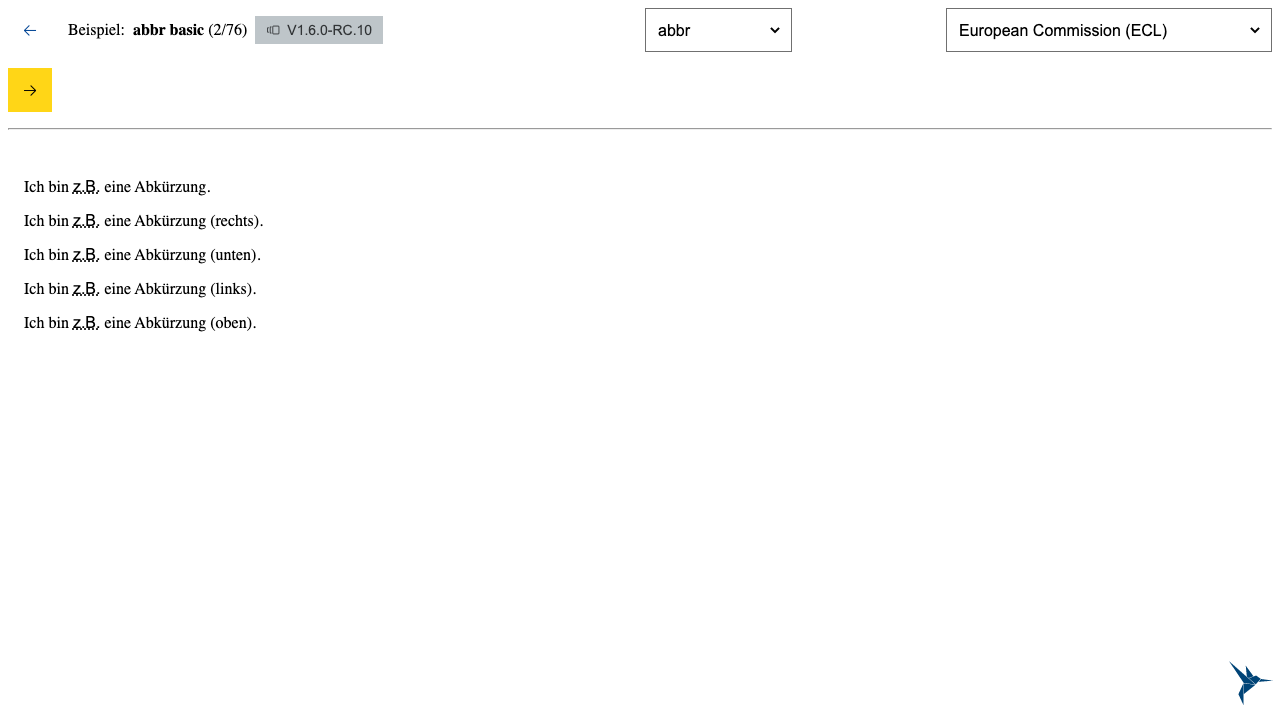 Beispiel: abbr basic (2/76) V1.6.0-RC.10 abbr European Commission (ECL)
Ich bin z.B. eine Abkürzung.
Ich bin z.B. eine Abkürzung (rechts).
Ich bin z.B. eine Abkürzung (unten).
Ich bin z.B. eine Abkürzung (links).
Ich bin z.B. eine Abkürzung (oben).